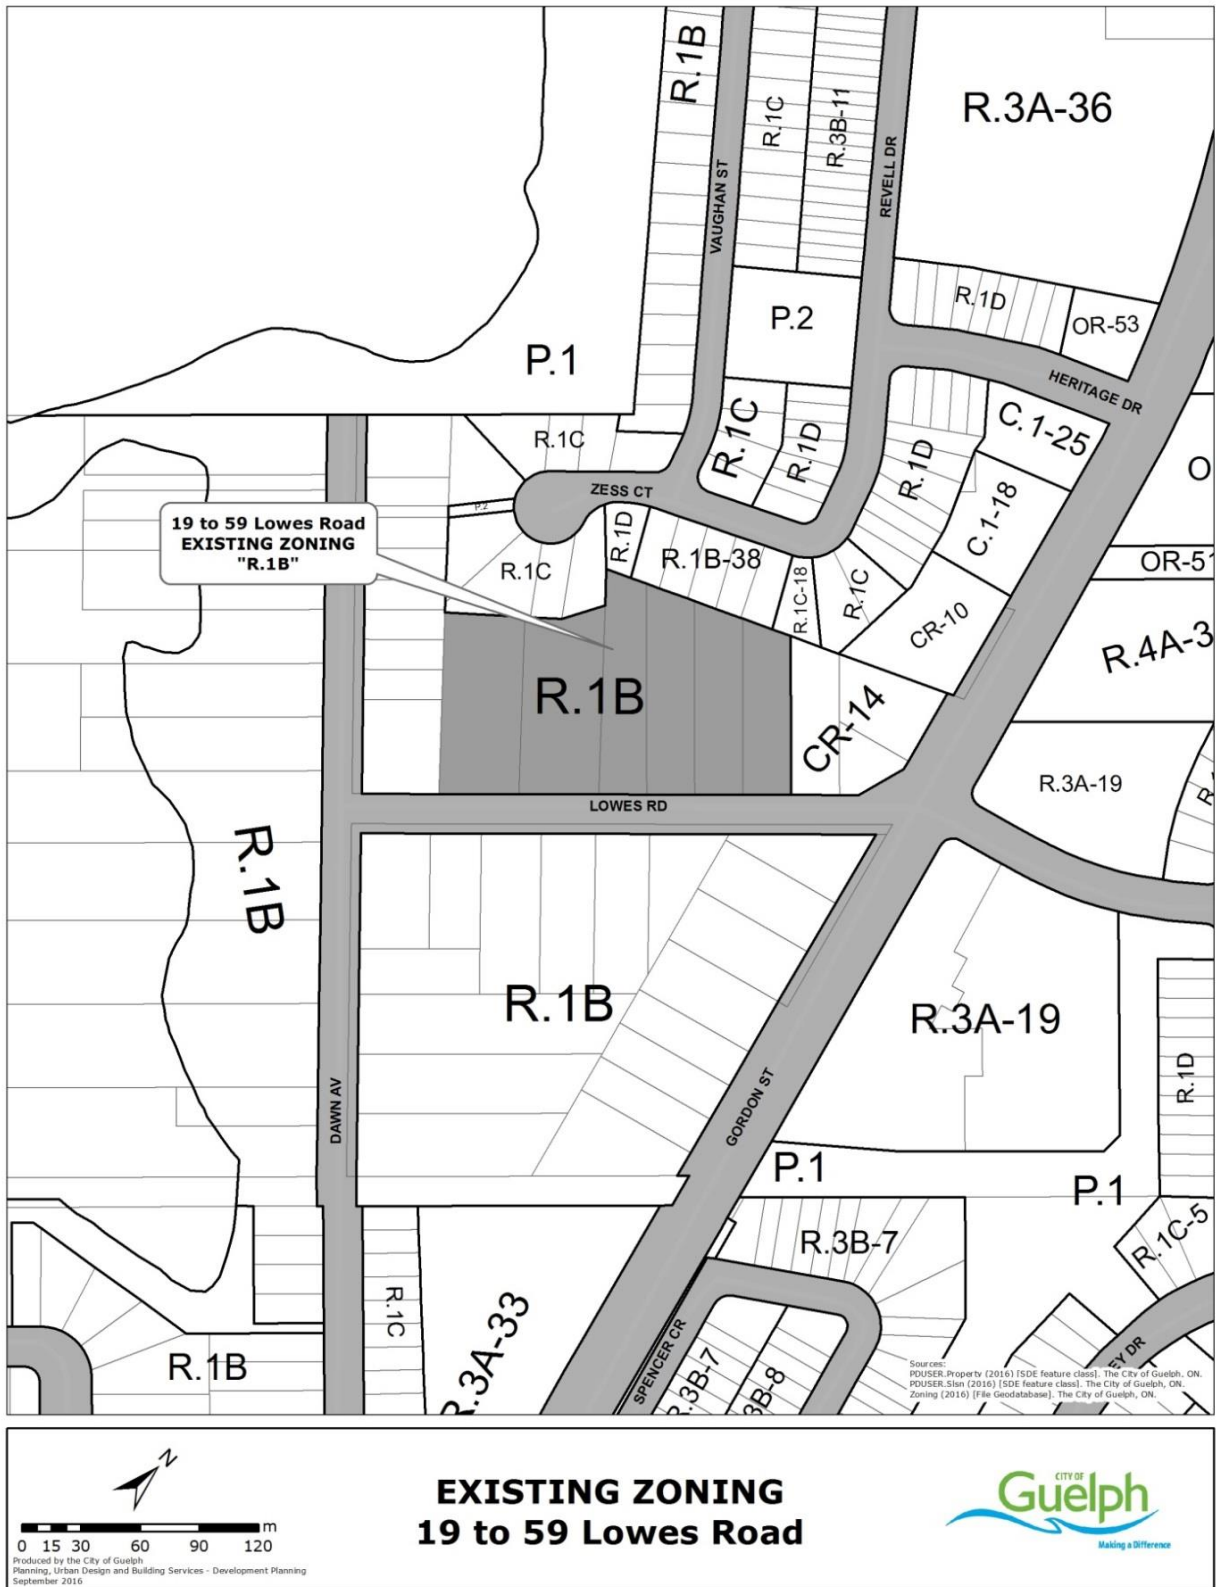 R.1B
R.1C
R.3B-11
R.3A-36
VAUGHAN ST
REVELL DR
R.1D
OR-53
P.2
P.1
HERITAGE DR
R.1C
R.1C
R.1D
R.1D
C.1-25
ZESS CT
P.2
C.1-18
19 to 59 Lowes Road
EXISTING ZONING
"R.1B"
R.1D
R.1B-38
R.1C
R.1C-18
R.1C
CR-10
OR-51
R.4A-3
R.1B
CR-14
R.3A-19
LOWES RD
R.1B
R.1B
R.3A-19
R.1D
DAWN AV
GORDON ST
P.1
P.1
R.1C-5
R.3B-7
R.1C
R.3A-33
R.1B
SPENCER CR
R.3B-7
3B-8
EY DR
Sources:
PDUSER.Property (2016) [SDE feature class]. The City of Guelph, ON.
PDUSER.Slsn (2016) [SDE feature class]. The City of Guelph, ON.
Zoning (2016) [File Geodatabase]. The City of Guelph, ON.
N
m
0 15 30 60 90 120
Produced by the City of Guelph
Planning, Urban Design and Building Services - Development Planning
September 2016
EXISTING ZONING
19 to 59 Lowes Road
CITY OF
Guelph
Making a Difference